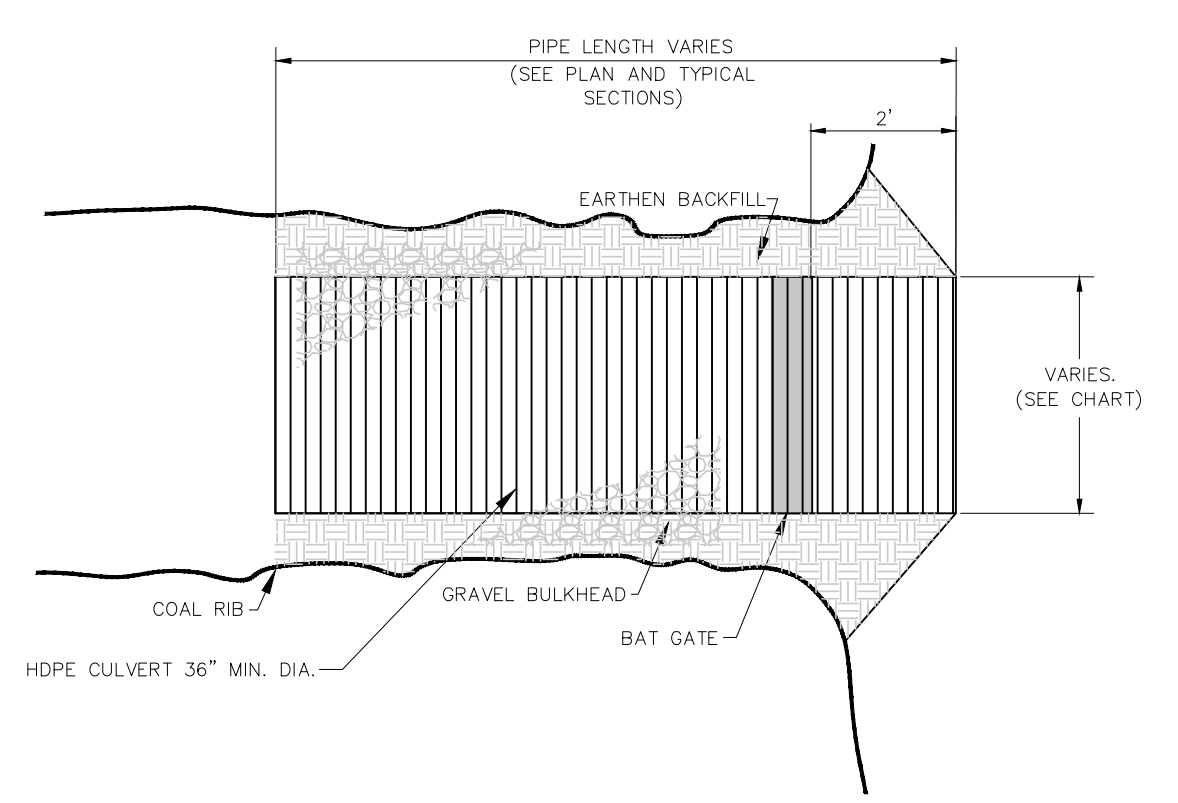 PIPE LENGTH VARIES
(SEE PLAN AND TYPICAL
SECTIONS)
2'
EARTHEN BACKFILL
VARIES.
(SEE CHART)
GRAVEL BULKHEAD
COAL RIB
BAT GATE
HDPE CULVERT 36" MIN. DIA.